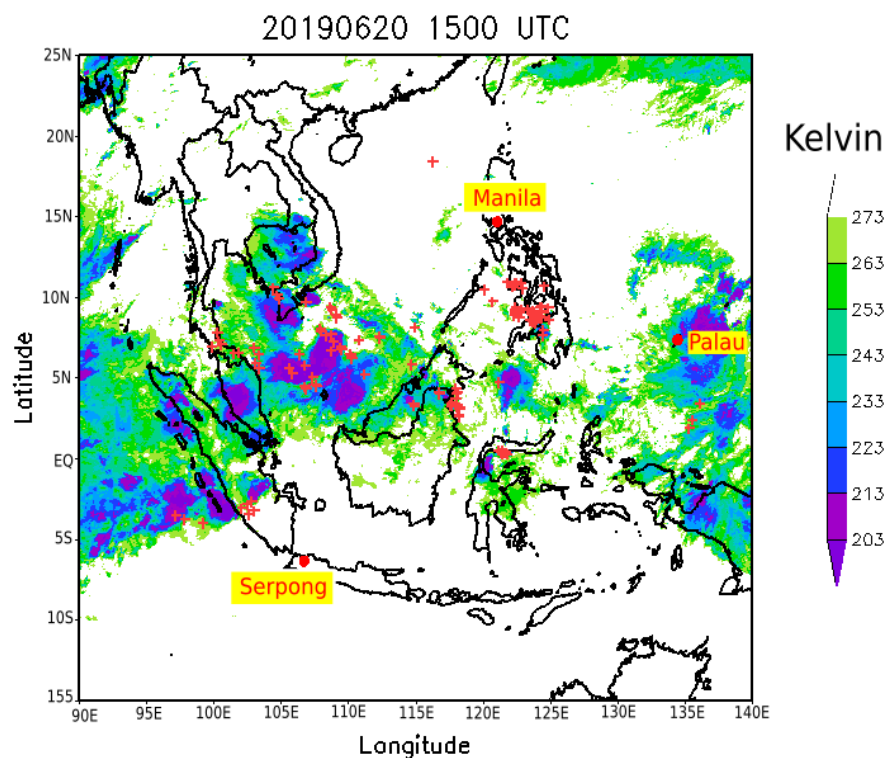 20190620 1500 UTC
25N
20N
15N
10N
5N
EQ
5S
10S
15S
Latitude
90E 95E 100E 105E 110E 115E 120E 125E 130E 135E 140E
Longitude
Manila
Palau
Serpong
Kelvin
273
263
253
243
233
223
213
203